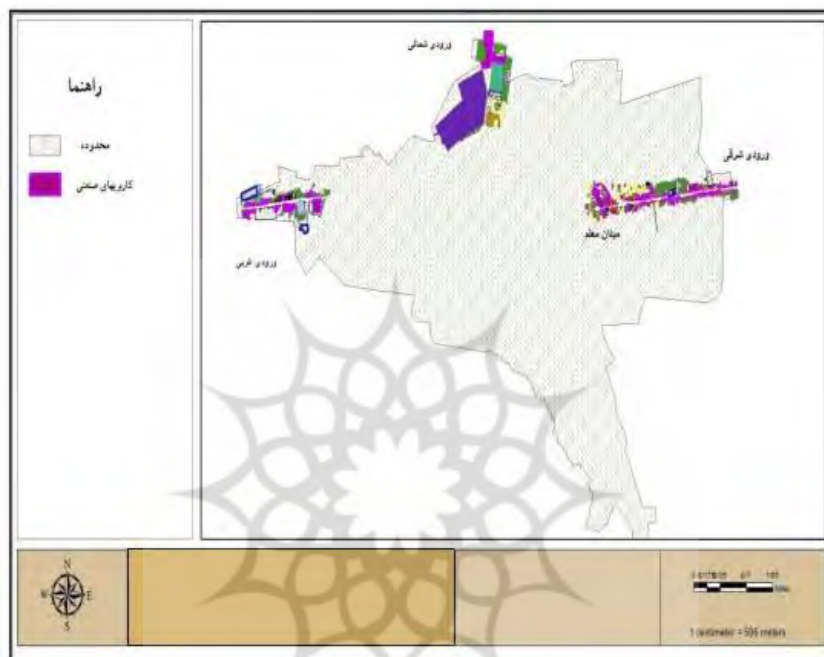 راهنما
محدوده
کاربریهای صنعتی
ورودی شمالی
ورودی شرقی
میدان معلم
ورودی غربی
N
W
E
S
1 centimeter = 505 meters